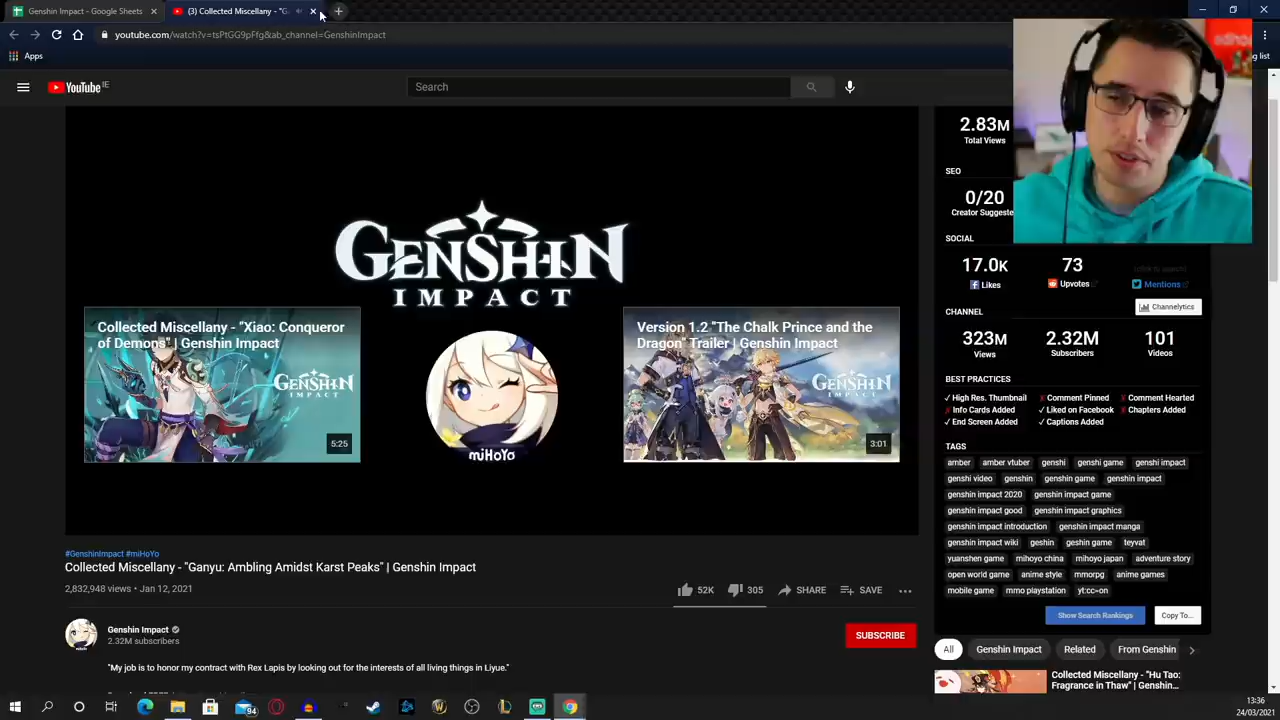 Genshin Impact - Google Sheets
(3) Collected Miscellany - "G
youtube.com/watch?v=tsPtGG9pFfg&ab_channel=GenshinImpact
Apps
ing list
YouTube IE
Search
2.83M
Total Views
SEO
0/20
Creator Suggeste
SOCIAL
17.0K
Likes
73
Upvotes
Mentions
Channelytics
CHANNEL
323M
Views
2.32M
Subscribers
101
Videos
BEST PRACTICES
✓ High Res. Thumbnail
✗ Comment Pinned
✗ Comment Hearted
✗ Info Cards Added
✓ Liked on Facebook
✗ Chapters Added
✓ End Screen Added
✓ Captions Added
TAGS
amber amber vtuber genshi genshi game genshi impact
genshi video genshin genshin game genshin impact
genshin impact 2020 genshin impact game
genshin impact good genshin impact graphics
genshin impact introduction genshin impact manga
genshin impact wiki geshin geshin game teyvat
yuanshen game mihoyo china mihoyo japan adventure story
open world game anime style mmorpg anime games
mobile game mmo playstation yt:cc=on
Show Search Rankings
Copy To...
GENSHIN
IMPACT
Collected Miscellany - "Xiao: Conqueror
of Demons" | Genshin Impact
GENSHIN
IMPACT
5:25
miHoYo
Version 1.2 "The Chalk Prince and the
Dragon" Trailer | Genshin Impact
GENSHIN
IMPACT
3:01
#GenshinImpact #miHoYo
Collected Miscellany - "Ganyu: Ambling Amidst Karst Peaks" | Genshin Impact
2,832,948 views • Jan 12, 2021
52K
305
SHARE
SAVE
Genshin Impact
2.32M subscribers
SUBSCRIBE
"My job is to honor my contract with Rex Lapis by looking out for the interests of all living things in Liyue."
All
Genshin Impact
Related
From Genshin
Collected Miscellany - "Hu Tao:
Fragrance in Thaw" | Genshin...
94
13:36
24/03/2021